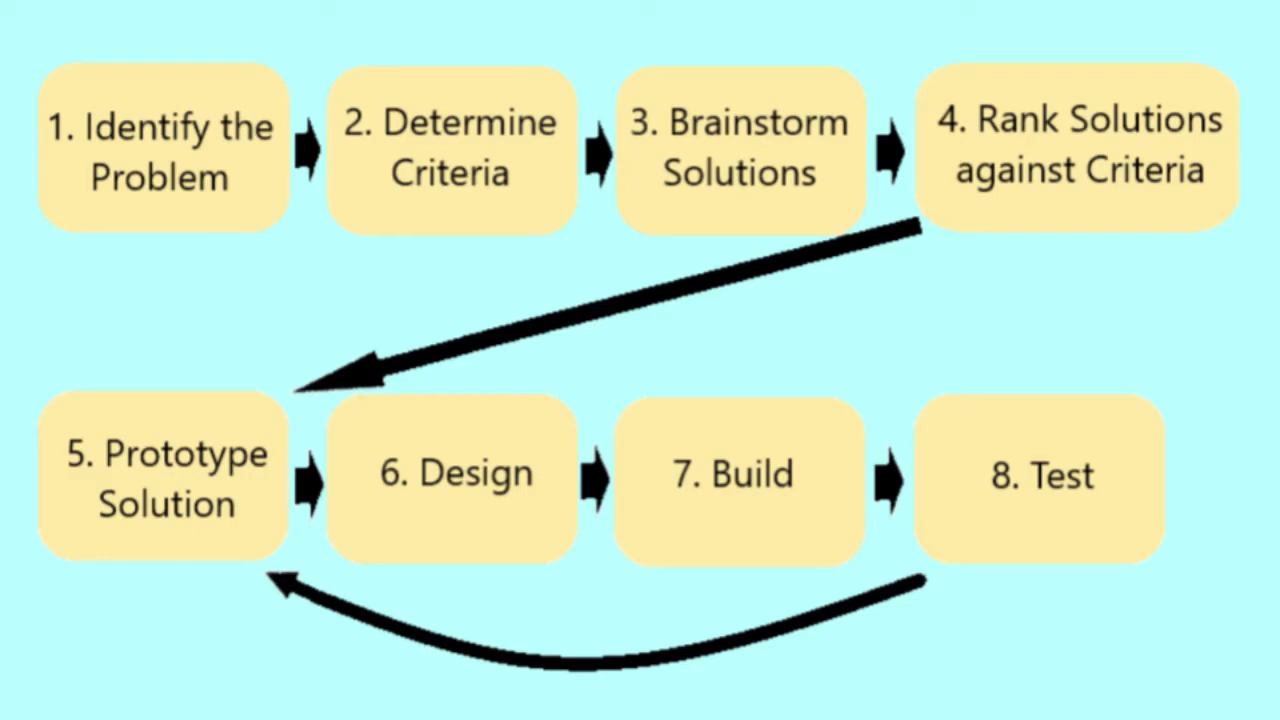 1. Identify the
Problem
2. Determine
Criteria
3. Brainstorm
Solutions
4. Rank Solutions
against Criteria
5. Prototype
Solution
6. Design
7. Build
8. Test